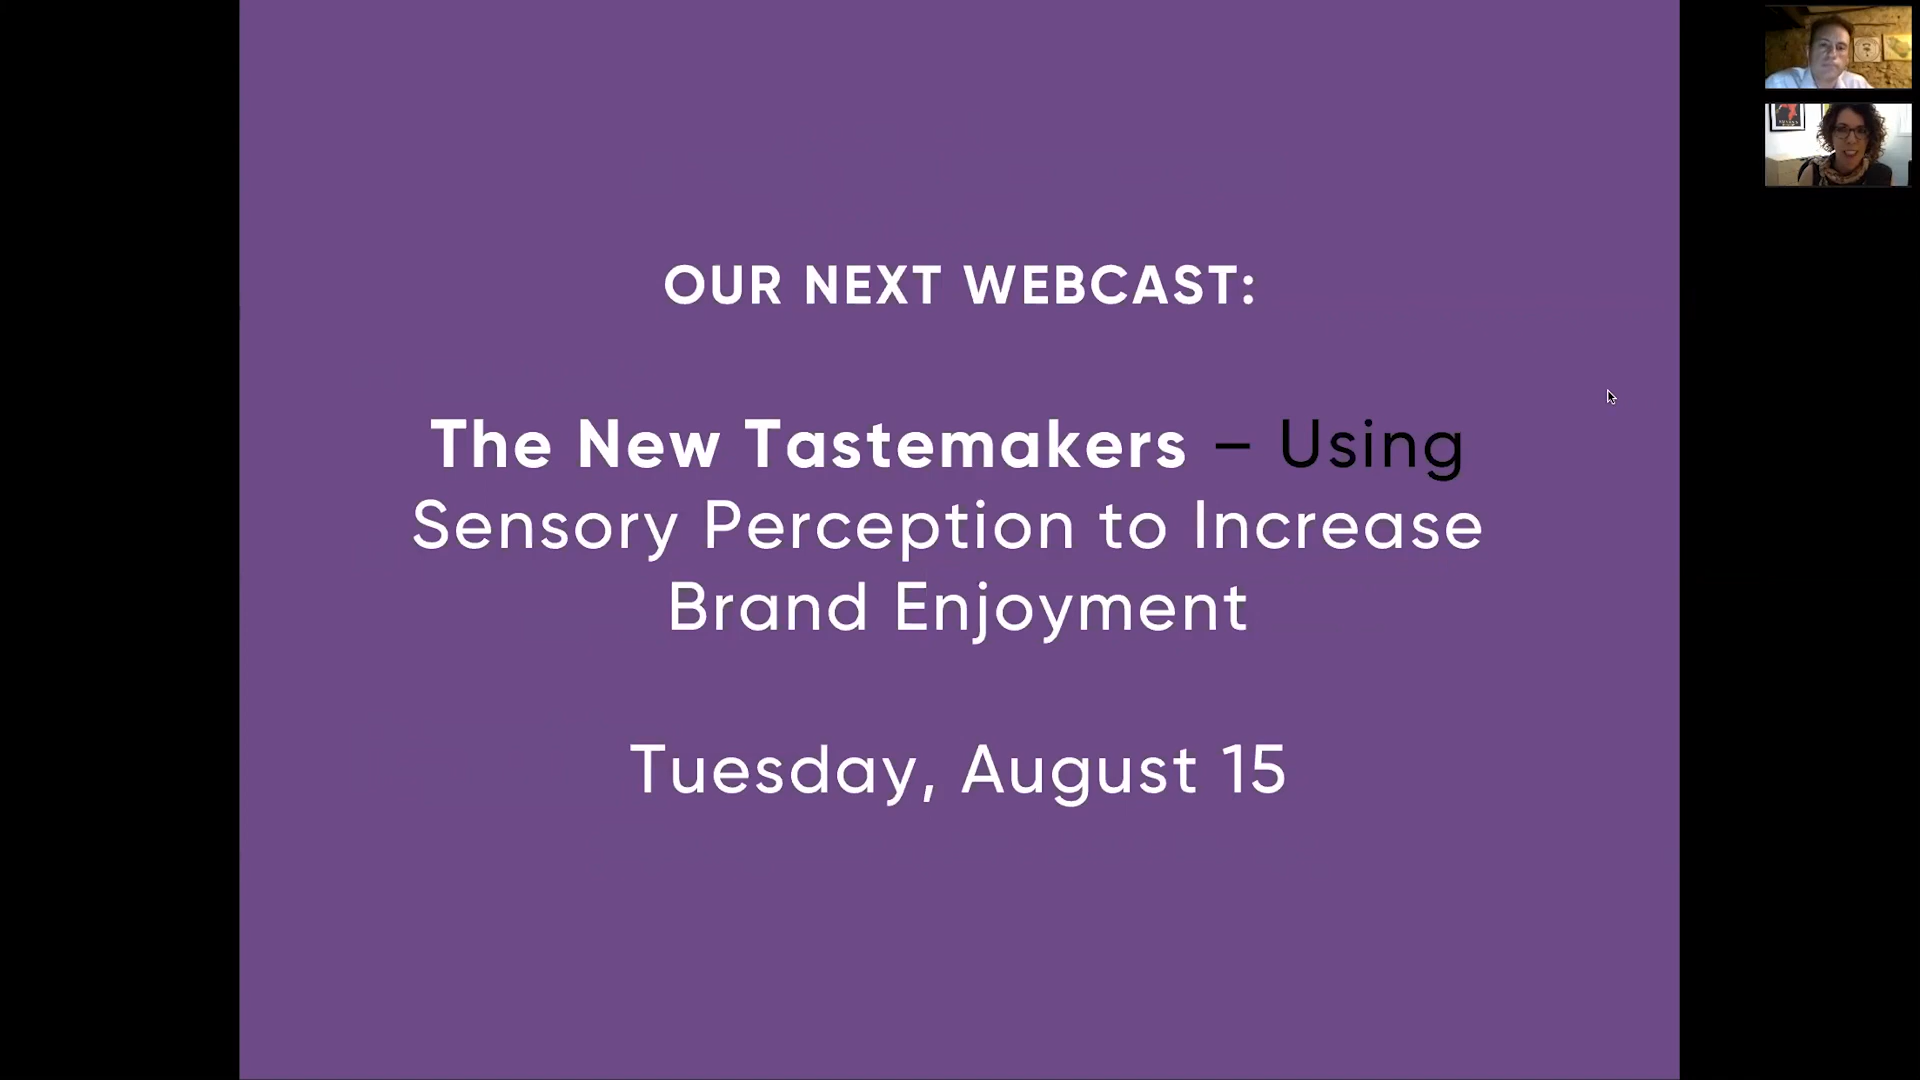 OUR NEXT WEBCAST:
The New Tastemakers – Using
Sensory Perception to Increase
Brand Enjoyment
Tuesday, August 15